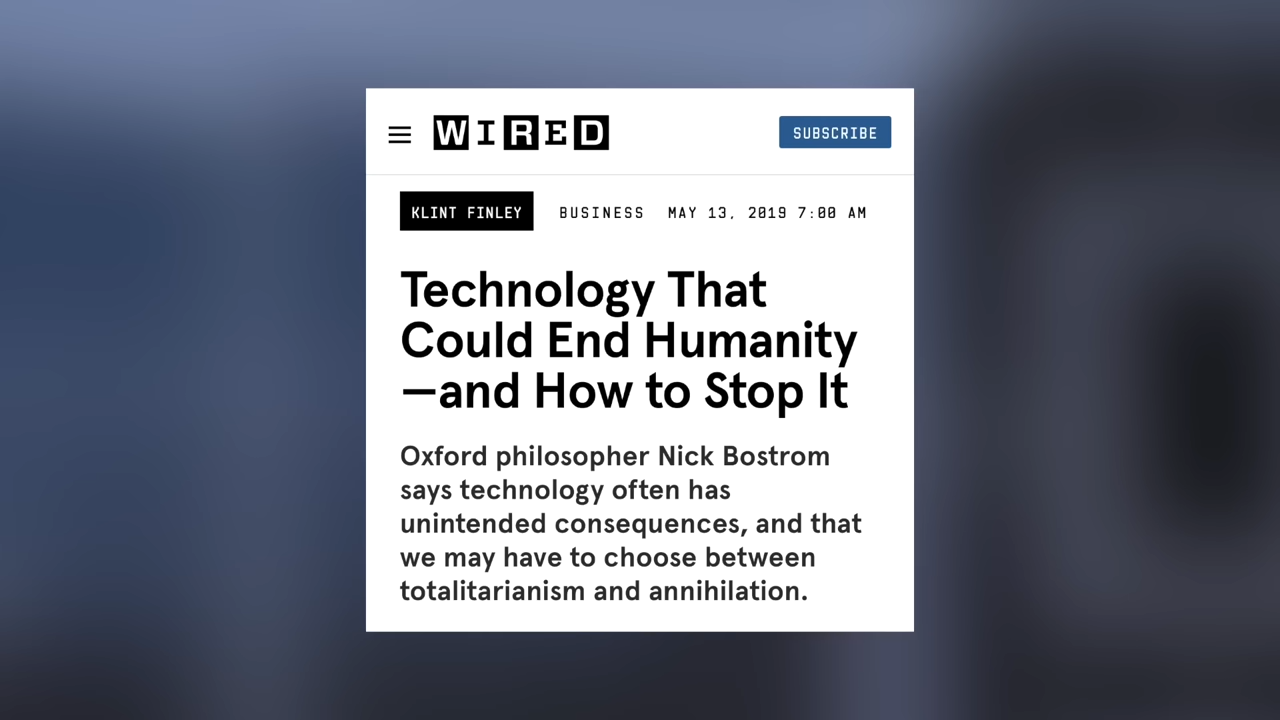 WIRED
SUBSCRIBE
KLINT FINLEY BUSINESS MAY 13, 2019 7:00 AM
Technology That
Could End Humanity
—and How to Stop It
Oxford philosopher Nick Bostrom
says technology often has
unintended consequences, and that
we may have to choose between
totalitarianism and annihilation.